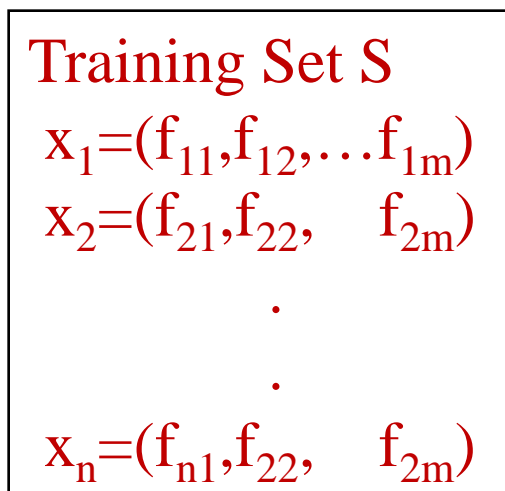 Training Set S
x₁=(f₁₁,f₁₂,…f₁ₘ)
x₂=(f₂₁,f₂₂, f₂ₘ)
.
.
xₙ=(fₙ₁,f₂₂, f₂ₘ)